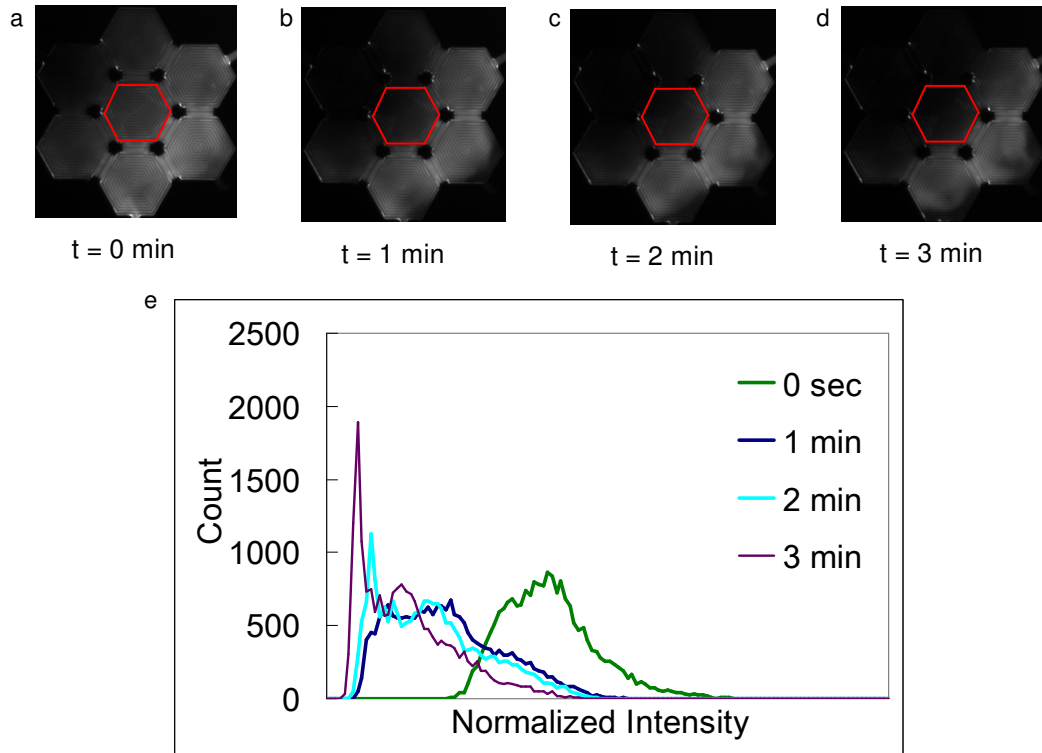 a
b
c
d
t = 0 min
t = 1 min
t = 2 min
t = 3 min
e
2500
2000
1500
1000
500
0
Count
Normalized Intensity
0 sec
1 min
2 min
3 min